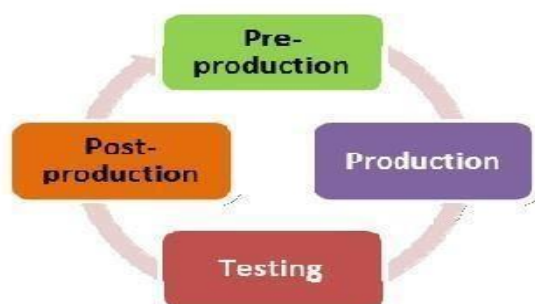 Pre-
production
Production
Testing
Post-
production